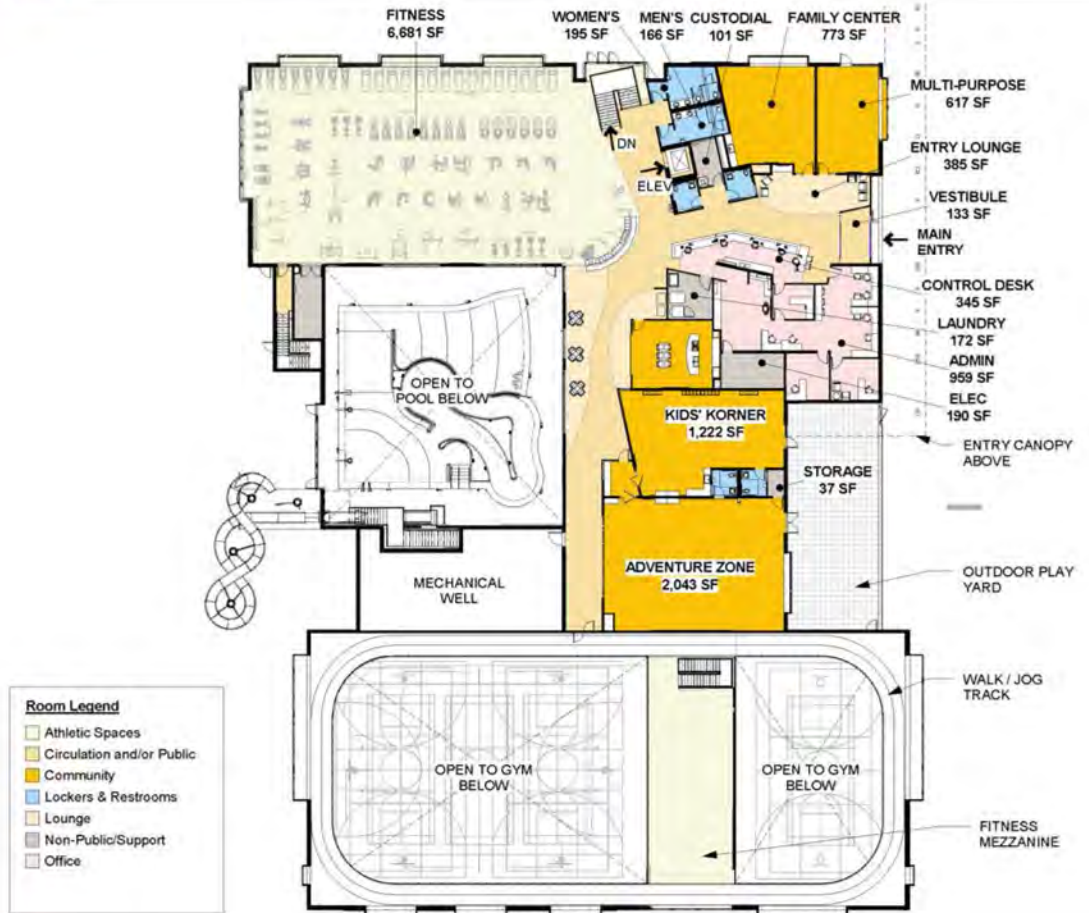 FITNESS
6,681 SF
WOMEN'S
195 SF
MEN'S
166 SF
CUSTODIAL
101 SF
FAMILY CENTER
773 SF
MULTI-PURPOSE
617 SF
ENTRY LOUNGE
385 SF
VESTIBULE
133 SF
MAIN
ENTRY
DN
ELEV
CONTROL DESK
345 SF
LAUNDRY
172 SF
ADMIN
959 SF
ELEC
190 SF
OPEN TO
POOL BELOW
KIDS' KORNER
1,222 SF
ENTRY CANOPY
ABOVE
STORAGE
37 SF
ADVENTURE ZONE
2,043 SF
MECHANICAL
WELL
OUTDOOR PLAY
YARD
WALK / JOG
TRACK
OPEN TO GYM
BELOW
OPEN TO GYM
BELOW
FITNESS
MEZZANINE
Room Legend
Athletic Spaces
Circulation and/or Public
Community
Lockers & Restrooms
Lounge
Non-Public/Support
Office